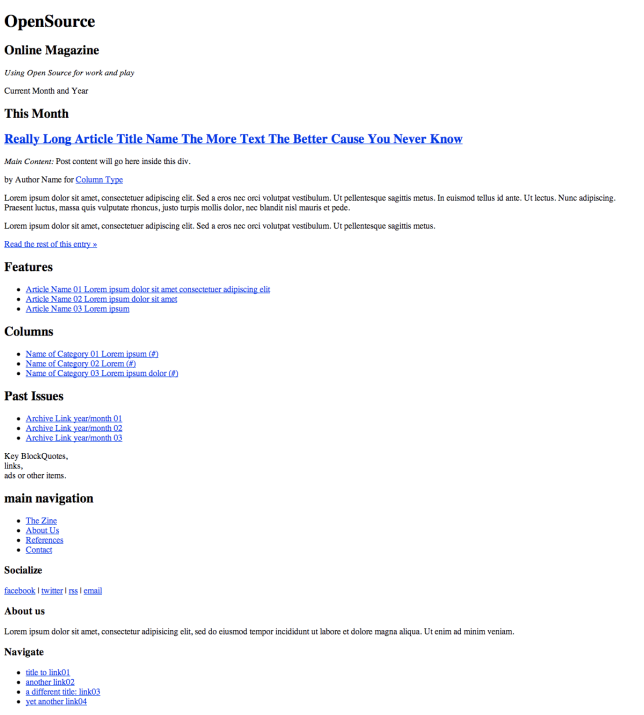 OpenSource
Online Magazine
Using Open Source for work and play
Current Month and Year
This Month
Really Long Article Title Name The More Text The Better Cause You Never Know
Main Content: Post content will go here inside this div.
by Author Name for Column Type
Lorem ipsum dolor sit amet, consectetuer adipiscing elit. Sed a eros nec orci volutpat vestibulum. Ut pellentesque sagittis metus. In euismod tellus id ante. Ut lectus. Nunc adipiscing.
Praesent luctus, massa quis vulputate rhoncus, justo turpis mollis dolor, nec blandit nisl mauris et pede.
Lorem ipsum dolor sit amet, consectetuer adipiscing elit. Sed a eros nec orci volutpat vestibulum. Ut pellentesque sagittis metus.
Read the rest of this entry »
Features
• Article Name 01 Lorem ipsum dolor sit amet consectetuer adipiscing elit
• Article Name 02 Lorem ipsum dolor sit amet
• Article Name 03 Lorem ipsum
Columns
• Name of Category 01 Lorem ipsum (#)
• Name of Category 02 Lorem (#)
• Name of Category 03 Lorem ipsum dolor (#)
Past Issues
• Archive Link year/month 01
• Archive Link year/month 02
• Archive Link year/month 03
Key BlockQuotes,
links,
ads or other items.
main navigation
• The Zine
• About Us
• References
• Contact
Socialize
facebook | twitter | rss | email
About us
Lorem ipsum dolor sit amet, consectetur adipisicing elit, sed do eiusmod tempor incididunt ut labore et dolore magna aliqua. Ut enim ad minim veniam.
Navigate
• title to link01
• another link02
• a different title: link03
• yet another link04